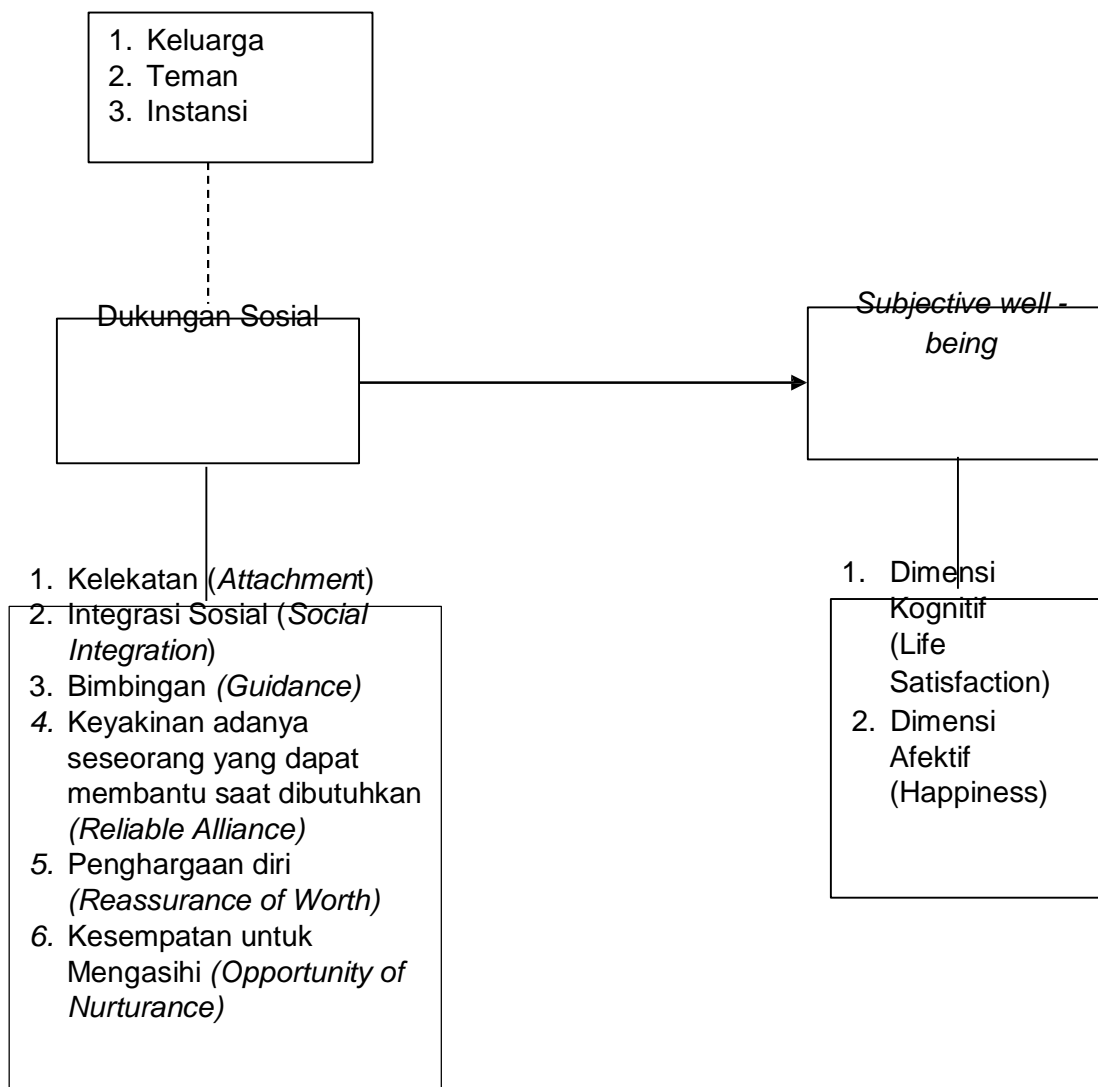 1. Keluarga
2. Teman
3. Instansi
Dukungan Sosial
Subjective well -
being
1. Kelekatan (Attachment)
2. Integrasi Sosial (Social
Integration)
3. Bimbingan (Guidance)
4. Keyakinan adanya
seseorang yang dapat
membantu saat dibutuhkan
(Reliable Alliance)
5. Penghargaan diri
(Reassurance of Worth)
6. Kesempatan untuk
Mengasihi (Opportunity of
Nurturance)
1. Dimensi
Kognitif
(Life
Satisfaction)
2. Dimensi
Afektif
(Happiness)